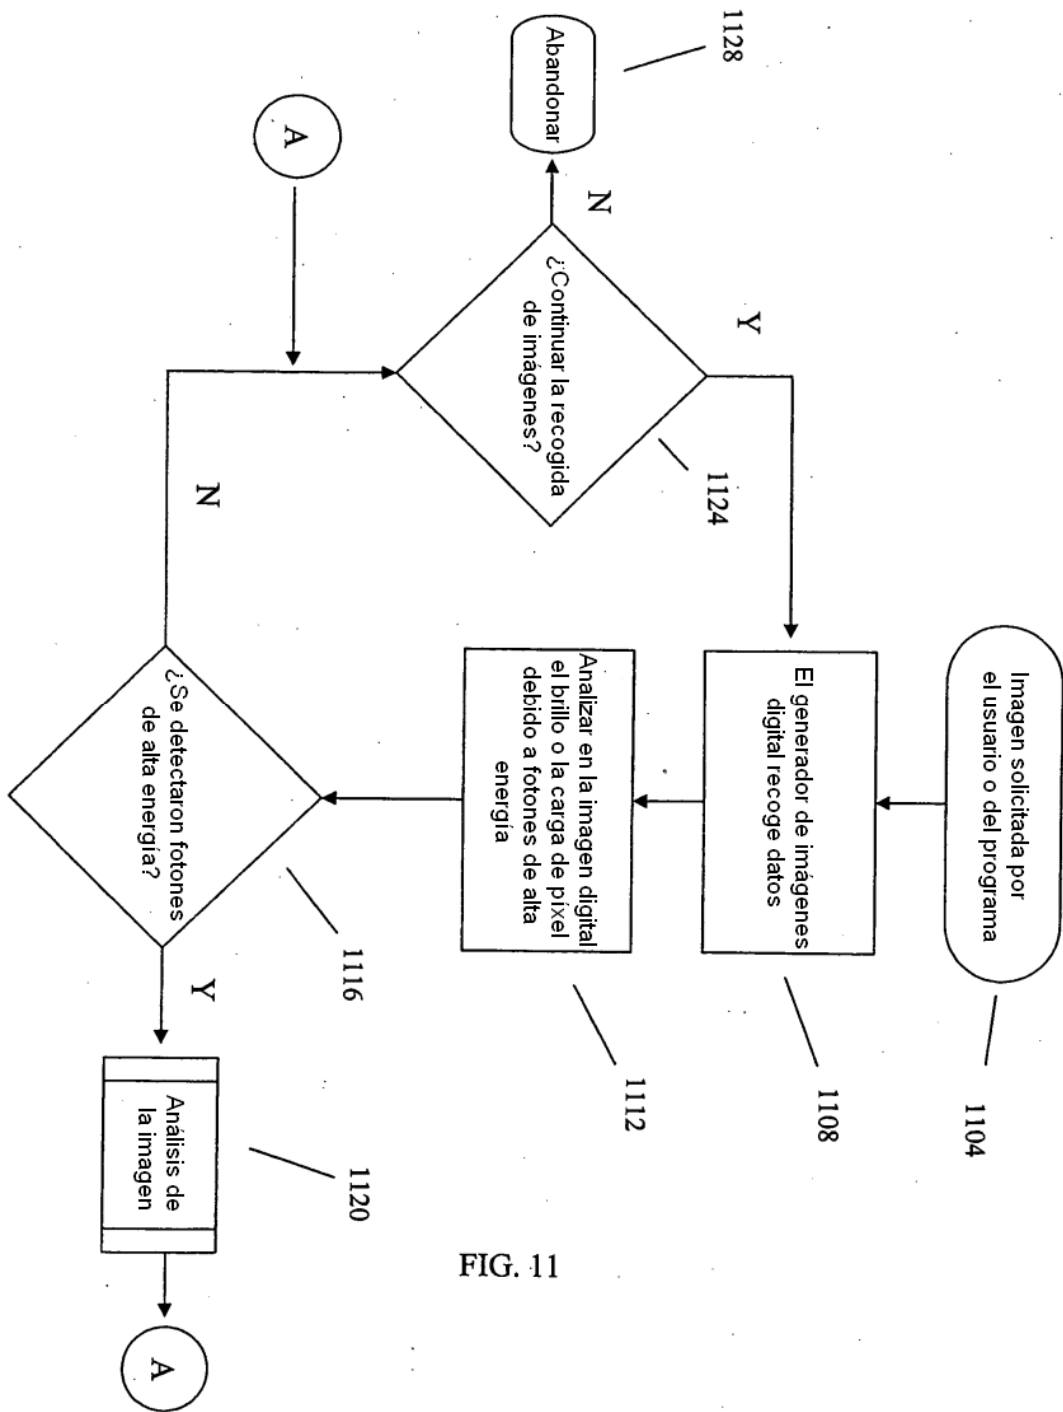 Imagen solicitada por
el usuario o del programa
1104
El generador de imágenes
digital recoge datos
1108
Analizar en la imagen digital
el brillo o la carga de píxel
debido a fotones de alta
energía
1112
¿Se detectaron fotones
de alta energía?
1116
Y
N
Análisis de
la imagen
1120
A
A
¿Continuar la recogida
de imágenes?
1124
Y
N
Abandonar
1128
FIG. 11